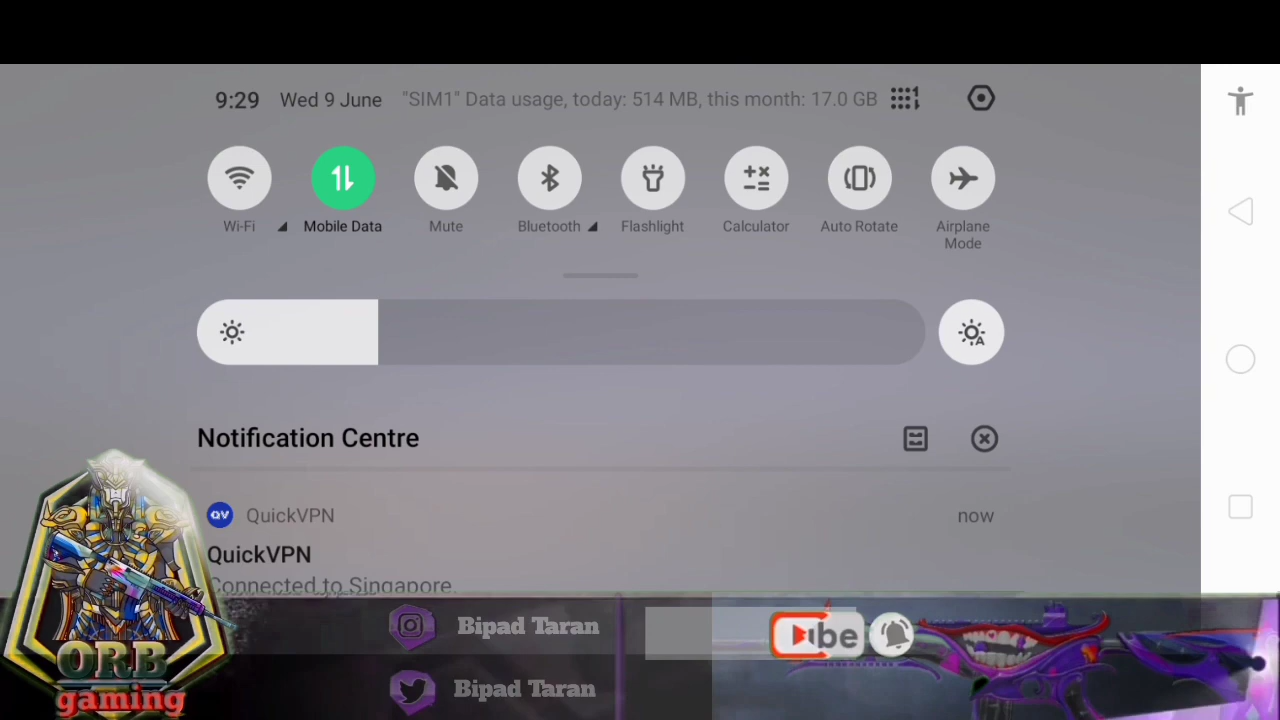 9:29 Wed 9 June "SIM1" Data usage, today: 514 MB, this month: 17.0 GB
Wi-Fi Mobile Data Mute Bluetooth Flashlight Calculator Auto Rotate Airplane
Mode
A
Notification Centre
QV QuickVPN now
QuickVPN
Connected to Singapore.
Bipad Taran
ibe
Bipad Taran
ORB
gaming